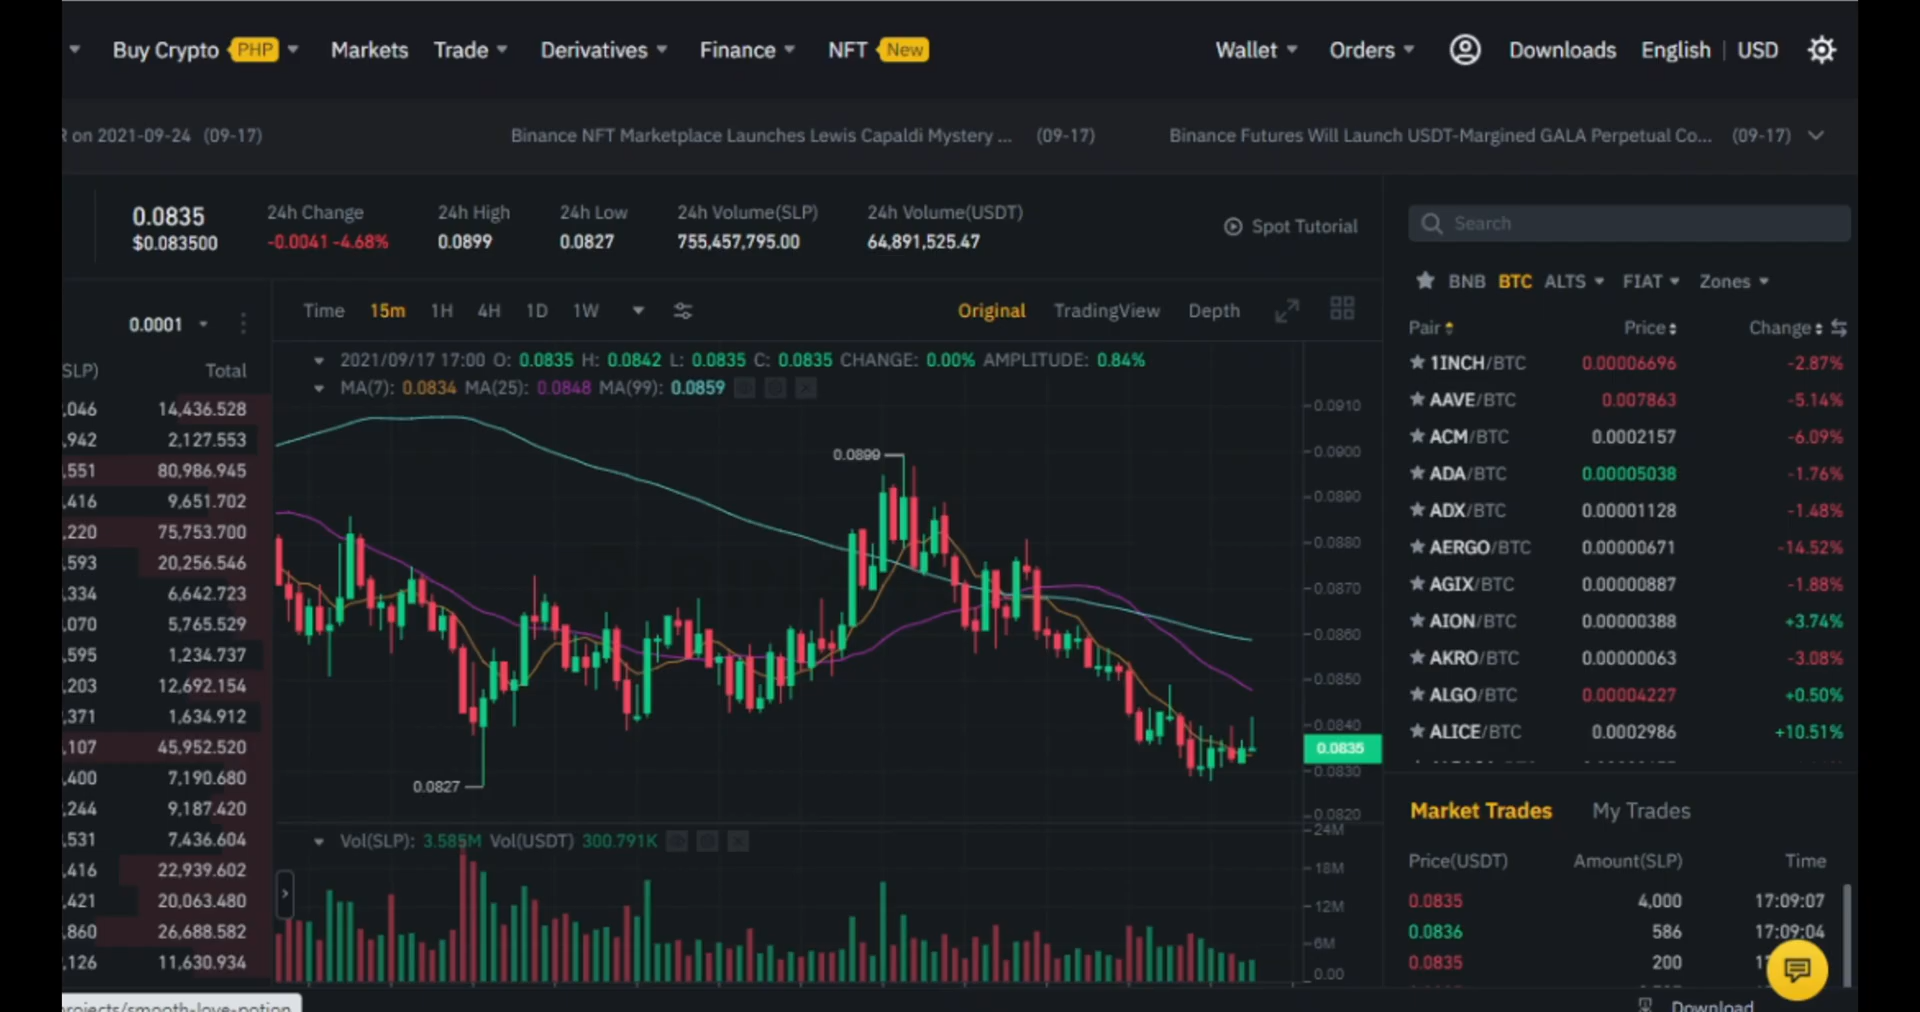 Buy Crypto PHP Markets Trade Derivatives Finance NFT New Wallet Orders Downloads English USD
R on 2021-09-24 (09-17) Binance NFT Marketplace Launches Lewis Capaldi Mystery ... (09-17) Binance Futures Will Launch USDT-Margined GALA Perpetual Co... (09-17)
0.0835
$0.083500
24h Change
-0.0041 -4.68%
24h High
0.0899
24h Low
0.0827
24h Volume(SLP)
755,457,795.00
24h Volume(USDT)
64,891,525.47
Spot Tutorial
0.0001
SLP) Total
,046 14,436.528
,942 2,127.553
,551 80,986.945
,416 9,651.702
,220 75,753.700
,593 20,256.546
,334 6,642.723
,070 5,765.529
,595 1,234.737
,203 12,692.154
,371 1,634.912
,107 45,952.520
,400 7,190.680
,244 9,187.420
,531 7,436.604
,416 22,939.602
,421 20,063.480
,860 26,688.582
,126 11,630.934
Time 15m 1H 4H 1D 1W Original TradingView Depth
2021/09/17 17:00 O: 0.0835 H: 0.0842 L: 0.0835 C: 0.0835 CHANGE: 0.00% AMPLITUDE: 0.84%
MA(7): 0.0834 MA(25): 0.0848 MA(99): 0.0859
0.0899
0.0827
0.0910
0.0900
0.0890
0.0880
0.0870
0.0860
0.0850
0.0840
0.0835
0.0830
0.0820
Vol(SLP): 3.585M Vol(USDT) 300.791K
24M
18M
12M
6M
0.00
Search
BNB BTC ALTS FIAT Zones
Pair Price Change
1INCH/BTC 0.00006696 -2.87%
AAVE/BTC 0.007863 -5.14%
ACM/BTC 0.0002157 -6.09%
ADA/BTC 0.00005038 -1.76%
ADX/BTC 0.00001128 -1.48%
AERGO/BTC 0.00000671 -14.52%
AGIX/BTC 0.00000887 -1.88%
AION/BTC 0.00000388 +3.74%
AKRO/BTC 0.00000063 -3.08%
ALGO/BTC 0.00004227 +0.50%
ALICE/BTC 0.0002986 +10.51%
Market Trades My Trades
Price(USDT) Amount(SLP) Time
0.0835 4,000 17:09:07
0.0836 586 17:09:04
0.0835 200
Download
rojects/smooth-love-potion